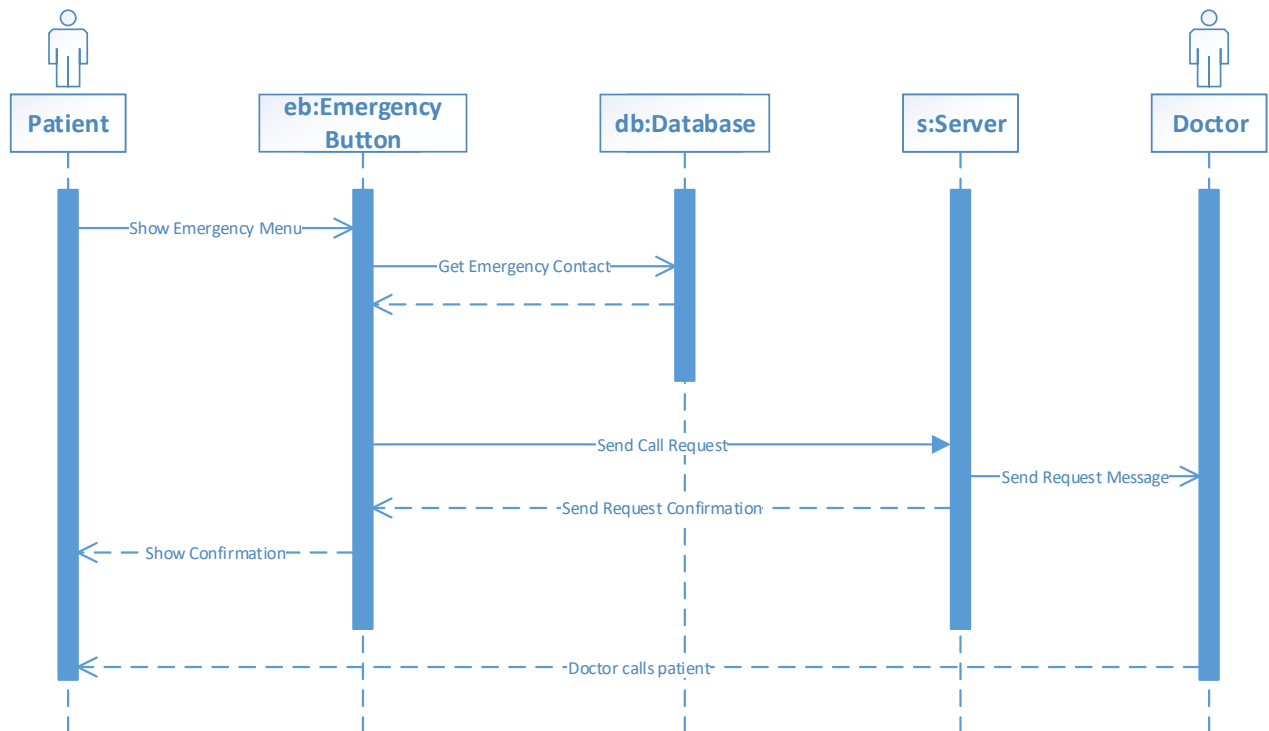 Patient
eb:Emergency
Button
db:Database
s:Server
Doctor
Show Emergency Menu
Get Emergency Contact
Send Call Request
Send Request Message
Send Request Confirmation
Show Confirmation
Doctor calls patient